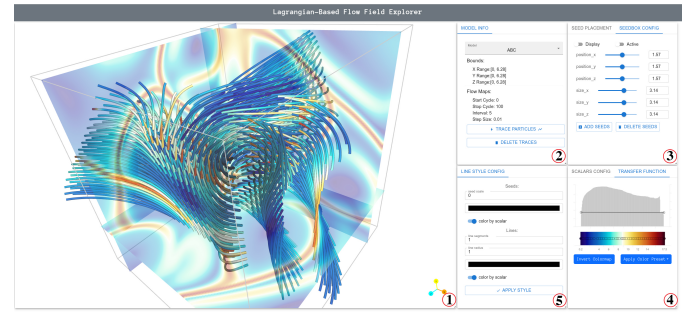 Lagrangian-Based Flow Field Explorer
1
MODEL INFO
Model
ABC
Bounds:
X Range:[0, 6.28]
Y Range:[0, 6.28]
Z Range:[0, 6.28]
Flow Maps:
Start Cycle: 0
Stop Cycle: 100
Interval: 5
Step Size: 0.01
+ TRACE PARTICLES
DELETE TRACES
2
SEED PLACEMENT SEEDBOX CONFIG
Display Active
position_x 1.57
position_y 1.57
position_z 1.57
size_x 3.14
size_y 3.14
size_z 3.14
ADD SEEDS DELETE SEEDS
3
LINE STYLE CONFIG
Seeds:
0
color by scalar
Lines:
line segments
1
1
color by scalar
✓ APPLY STYLE
5
SCALARS CONFIG TRANSFER FUNCTION
Invert Colormap Apply Color Preset
4